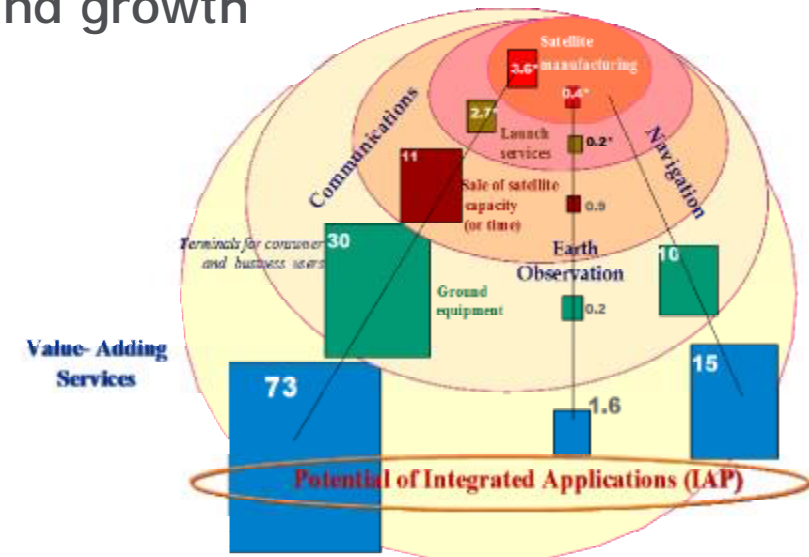 nd growth
Satellite
manufacturing
3.6*
0.4*
2.7*
Launch
services
0.2*
Communications
Navigation
11
Sale of satellite
capacity
(or time)
0.9
Terminals for consumer
and business users
30
Earth
Observation
10
Ground
equipment
0.2
Value- Adding
Services
73
1.6
15
Potential of Integrated Applications (IAP)